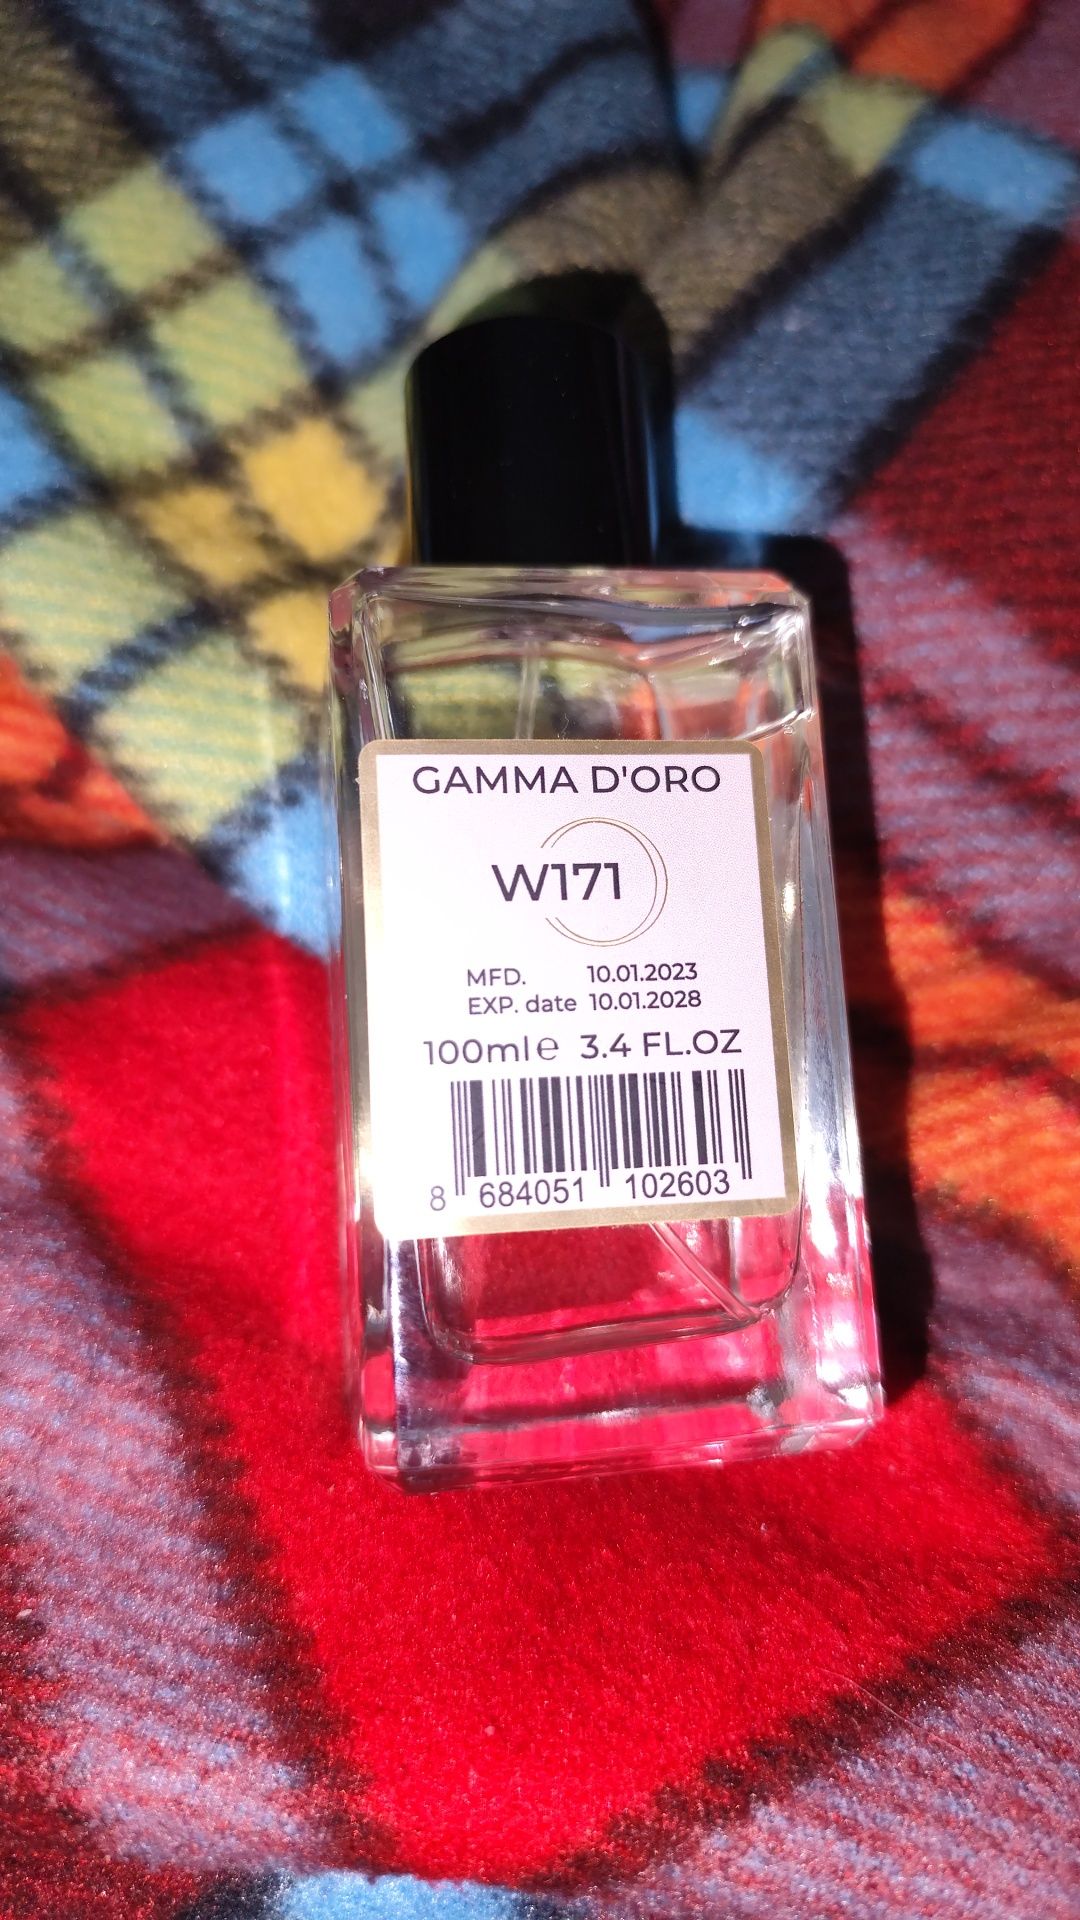 GAMMA D'ORO
W171
MFD. 10.01.2023
EXP. date 10.01.2028
100ml℮ 3.4 FL.OZ
8 684051 102603